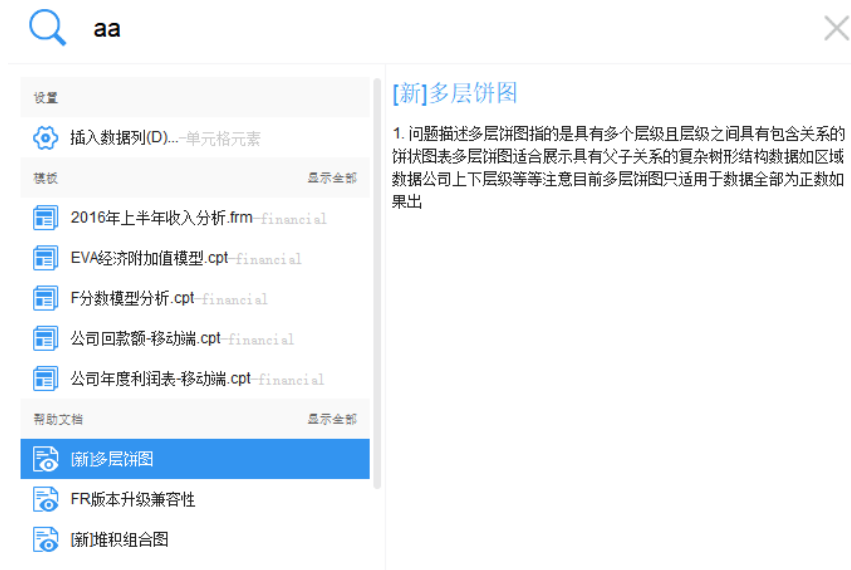 aa
设置
插入数据列(D)...-单元格元素
模板 显示全部
2016年上半年收入分析.frm-financial
EVA经济附加值模型.cpt-financial
F分数模型分析.cpt-financial
公司回款额-移动端.cpt-financial
公司年度利润表-移动端.cpt-financial
帮助文档 显示全部
[新]多层饼图
FR版本升级兼容性
[新]堆积组合图
[新]多层饼图
1. 问题描述多层饼图指的是具有多个层级且层级之间具有包含关系的
饼状图表多层饼图适合展示具有父子关系的复杂树形结构数据如区域
数据公司上下层级等等注意目前多层饼图只适用于数据全部为正数如
果出